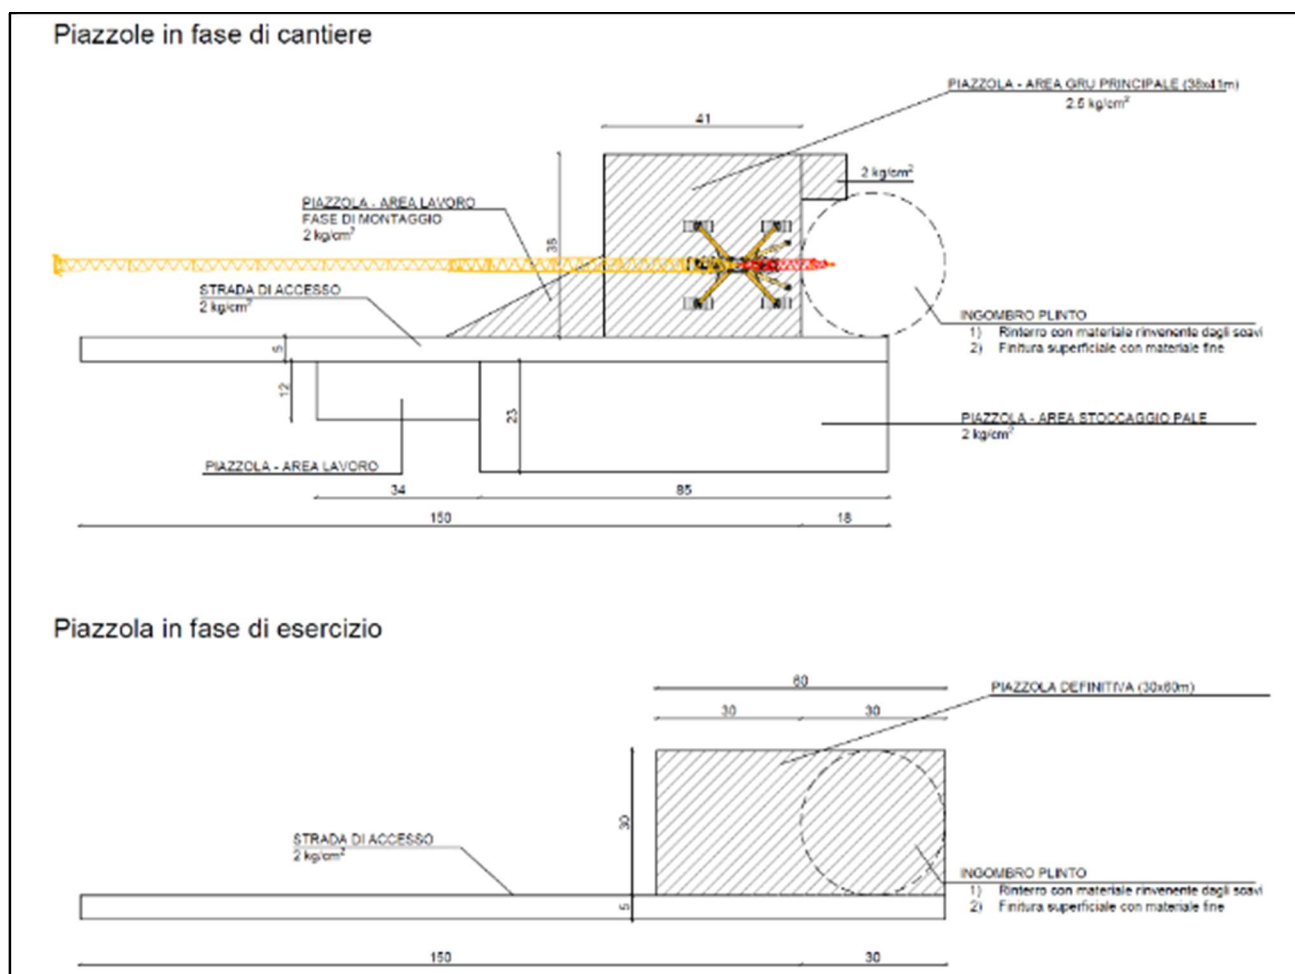 Piazzole in fase di cantiere
PIAZZOLA - AREA GRU PRINCIPALE (38x41m)
2.5 kg/cm²
41
2 kg/cm²
PIAZZOLA - AREA LAVORO
FASE DI MONTAGGIO
2 kg/cm²
38
STRADA DI ACCESSO
2 kg/cm²
INGOMBRO PLINTO
1) Rinterro con materiale rinvenente dagli scavi
2) Finitura superficiale con materiale fine
5
12
23
PIAZZOLA - AREA STOCCAGGIO PALE
2 kg/cm²
PIAZZOLA - AREA LAVORO
34
85
150
18
Piazzola in fase di esercizio
60
PIAZZOLA DEFINITIVA (30x60m)
30
30
30
STRADA DI ACCESSO
2 kg/cm²
INGOMBRO PLINTO
1) Rinterro con materiale rinvenente dagli scavi
2) Finitura superficiale con materiale fine
5
150
30